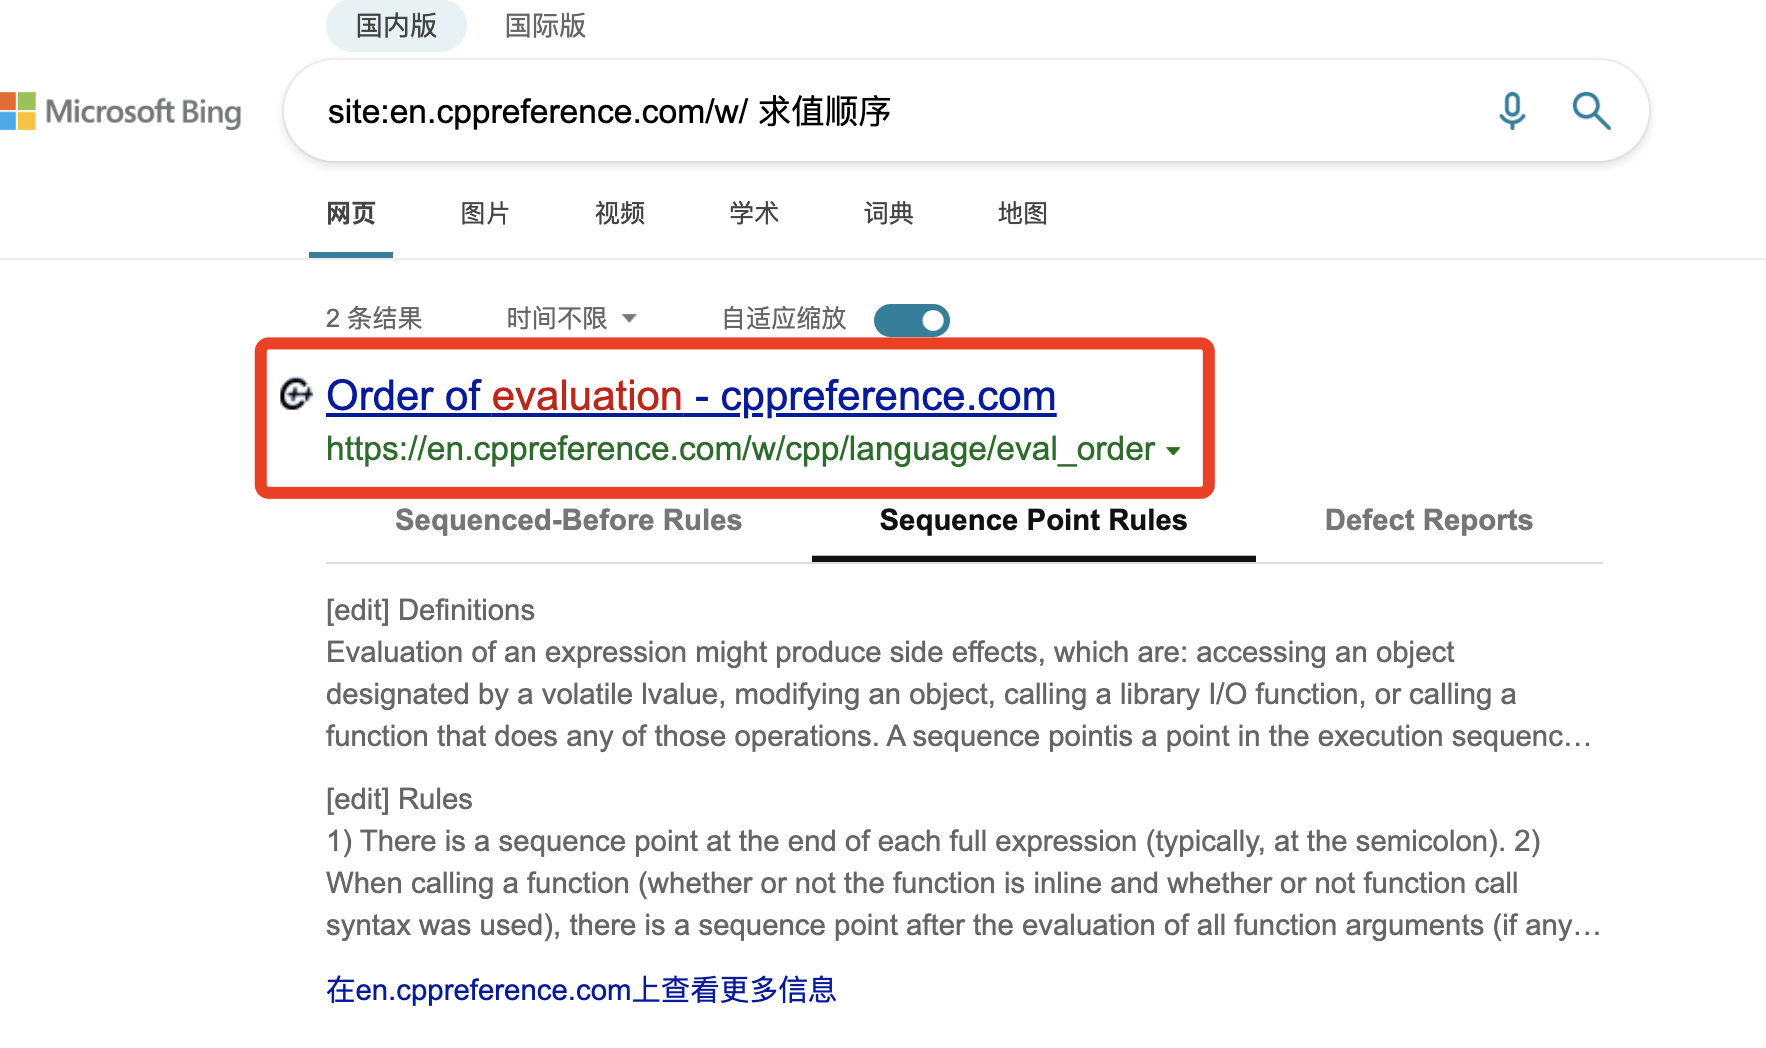 国内版 国际版
Microsoft Bing
site:en.cppreference.com/w/ 求值顺序
网页 图片 视频 学术 词典 地图
2 条结果 时间不限 自适应缩放
Order of evaluation - cppreference.com
https://en.cppreference.com/w/cpp/language/eval_order
Sequenced-Before Rules Sequence Point Rules Defect Reports
[edit] Definitions
Evaluation of an expression might produce side effects, which are: accessing an object
designated by a volatile lvalue, modifying an object, calling a library I/O function, or calling a
function that does any of those operations. A sequence pointis a point in the execution sequenc…
[edit] Rules
1) There is a sequence point at the end of each full expression (typically, at the semicolon). 2)
When calling a function (whether or not the function is inline and whether or not function call
syntax was used), there is a sequence point after the evaluation of all function arguments (if any…
在en.cppreference.com上查看更多信息